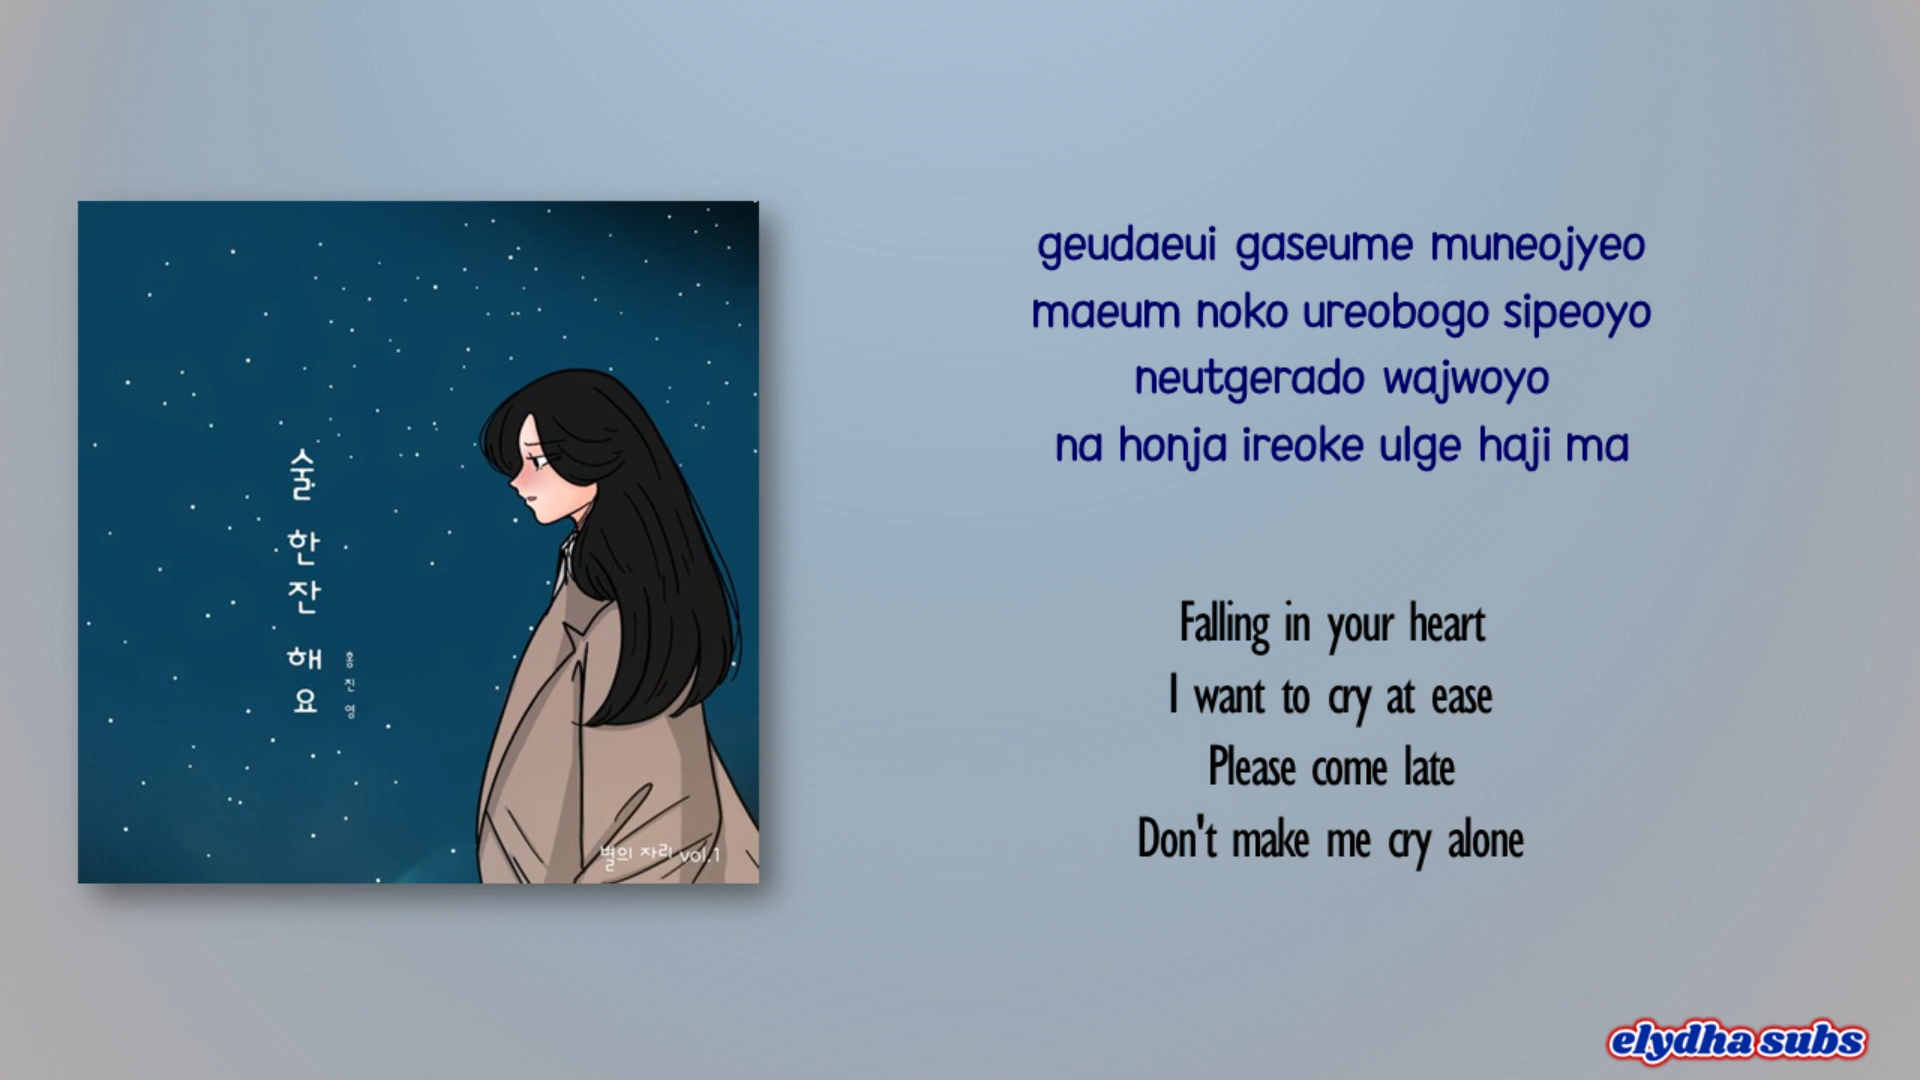 술 한 잔 해 요
홍 진 영
별의 자리 vol.1
geudaeui gaseume muneojyeo
maeum noko ureobogo sipeoyo
neutgerado wajwoyo
na honja ireoke ulge haji ma
Falling in your heart
I want to cry at ease
Please come late
Don't make me cry alone
elydha subs